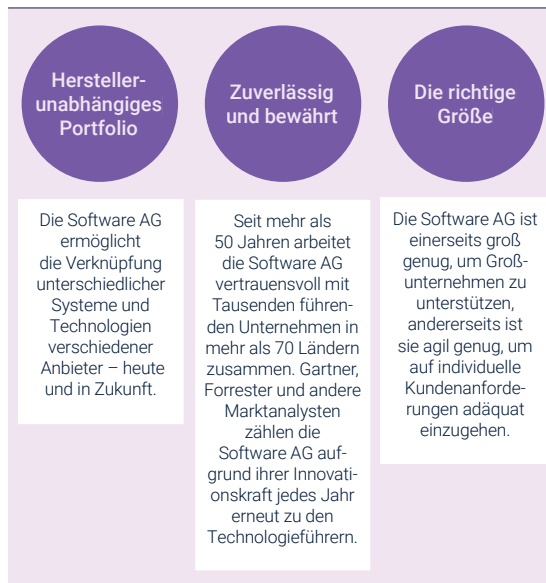 Hersteller-
unabhängiges
Portfolio
Die Software AG
ermöglicht
die Verknüpfung
unterschiedlicher
Systeme und
Technologien
verschiedener
Anbieter – heute
und in Zukunft.
Zuverlässig
und bewährt
Seit mehr als
50 Jahren arbeitet
die Software AG
vertrauensvoll mit
Tausenden führen-
den Unternehmen in
mehr als 70 Ländern
zusammen. Gartner,
Forrester und andere
Marktanalysten
zählen die
Software AG auf-
grund ihrer Innovati-
onskraft jedes Jahr
erneut zu den
Technologieführern.
Die richtige
Größe
Die Software AG ist
einerseits groß
genug, um Groß-
unternehmen zu
unterstützen,
andererseits ist
sie agil genug, um
auf individuelle
Kundenanforde-
rungen adäquat
einzugehen.